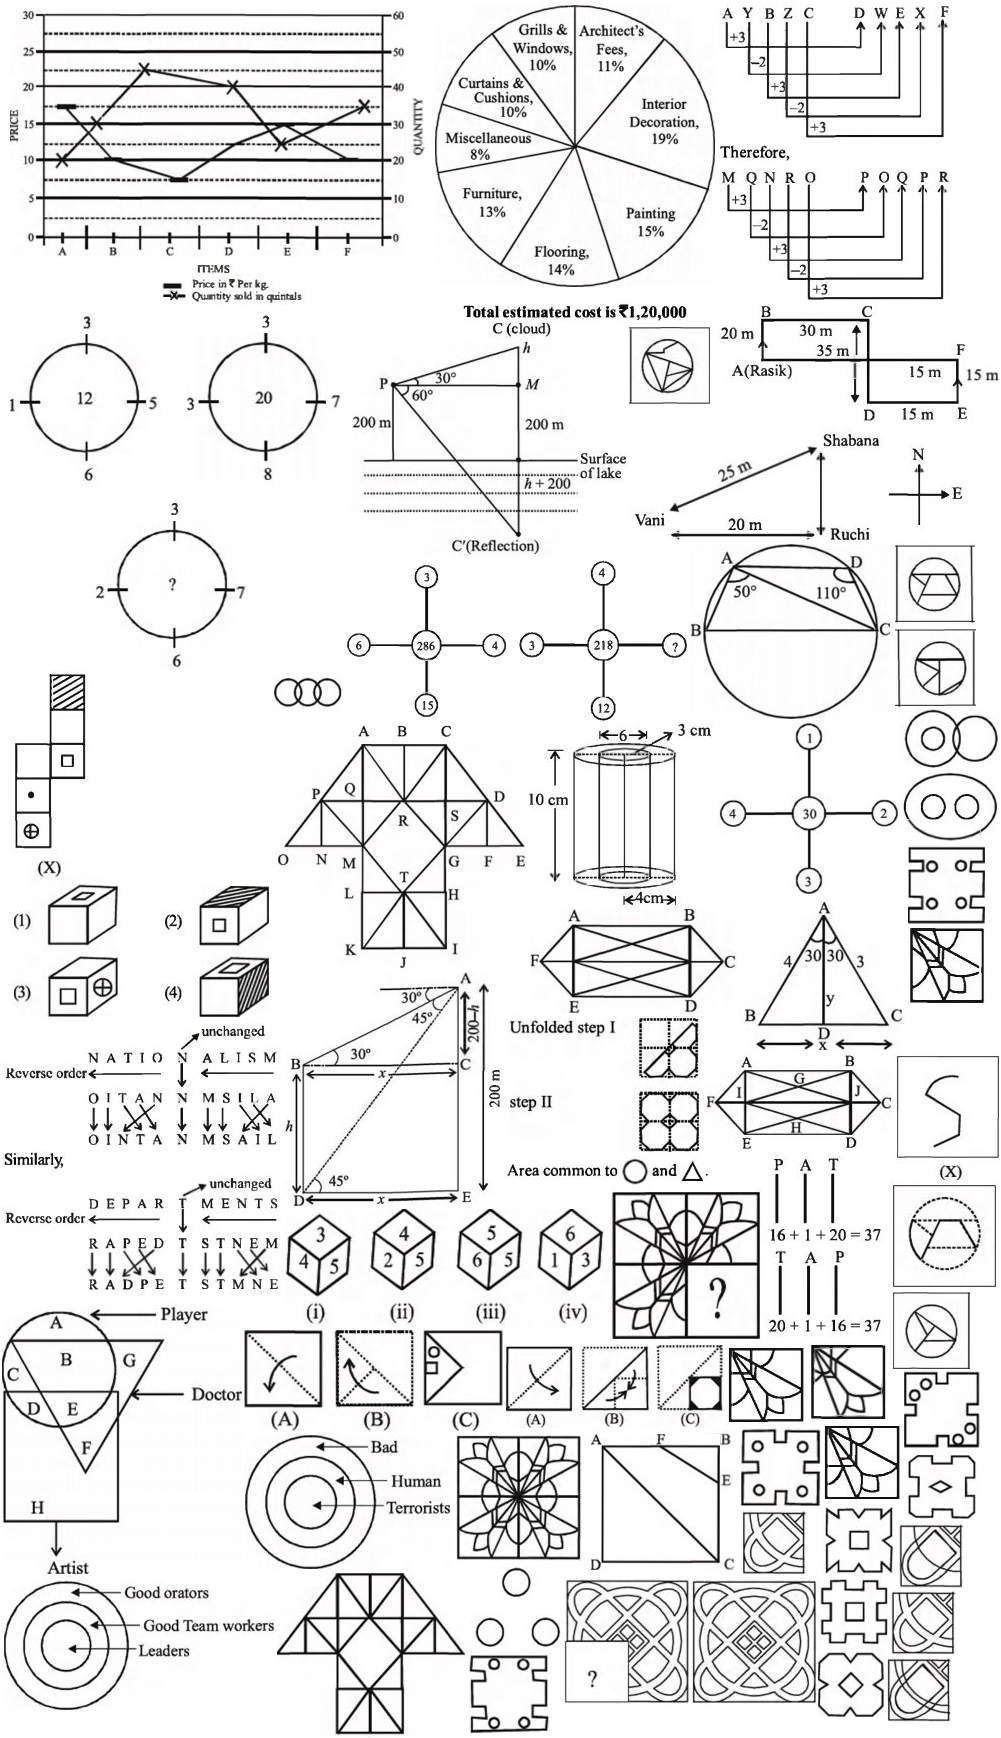 30
25
20
15
10
5
0
PRICE
60
50
40
30
20
10
0
QUANTITY
A B C D E F
ITEMS
Price in ₹ Per kg.
Quantity sold in quintals
Grills &
Windows,
10%
Architect's
Fees,
11%
Curtains &
Cushions,
10%
Interior
Decoration,
19%
Miscellaneous
8%
Furniture,
13%
Painting
15%
Flooring,
14%
Total estimated cost is ₹1,20,000
A Y B Z C D W E X F
+3
–2
+3
–2
+3
Therefore,
M Q N R O P O Q P R
+3
–2
+3
–2
+3
3
1 12 5
6
3
3 20 7
8
3
2 ? 7
6
C (cloud)
h
P 30° M
60°
200 m 200 m
Surface
of lake
h + 200
C'(Reflection)
B C
20 m 30 m
35 m F
A(Rasik) 15 m 15 m
D 15 m E
Shabana
25 m
N
E
Vani 20 m Ruchi
A D
50° 110°
B C
3
6 286 4
15
4
3 218 ?
12
(X)
A B C
P Q R S D
O N M G F E
L T H
K J I
6 3 cm
10 cm
4cm
1
4 30 2
3
(1) (2)
(3) (4)
A B
F C
E D
A
4 30 30 3
y
B D C
x
unchanged
N A T I O N A L I S M
Reverse order
O I T A N N M S I L A
O I N T A N M S A I L
Similarly,
unchanged
D E P A R T M E N T S
Reverse order
R A P E D T S T N E M
R A D P E T S T M N E
A
30°
45°
200–h
B 30° C
x
h
200 m
45°
D x E
Unfolded step I
step II
A B
G
F I J C
H
E D
(X)
Area common to ○ and △ .
P A T
16 + 1 + 20 = 37
T A P
20 + 1 + 16 = 37
3 4 5
4 2 5
5 6 5
6 1 3
(i) (ii) (iii) (iv)
?
Player
A
B G
C
D E
F
H
Doctor
Artist
(A) (B) (C)
(A) (B) (C)
Bad
Human
Terrorists
A F B
E
D C
Good orators
Good Team workers
Leaders
?